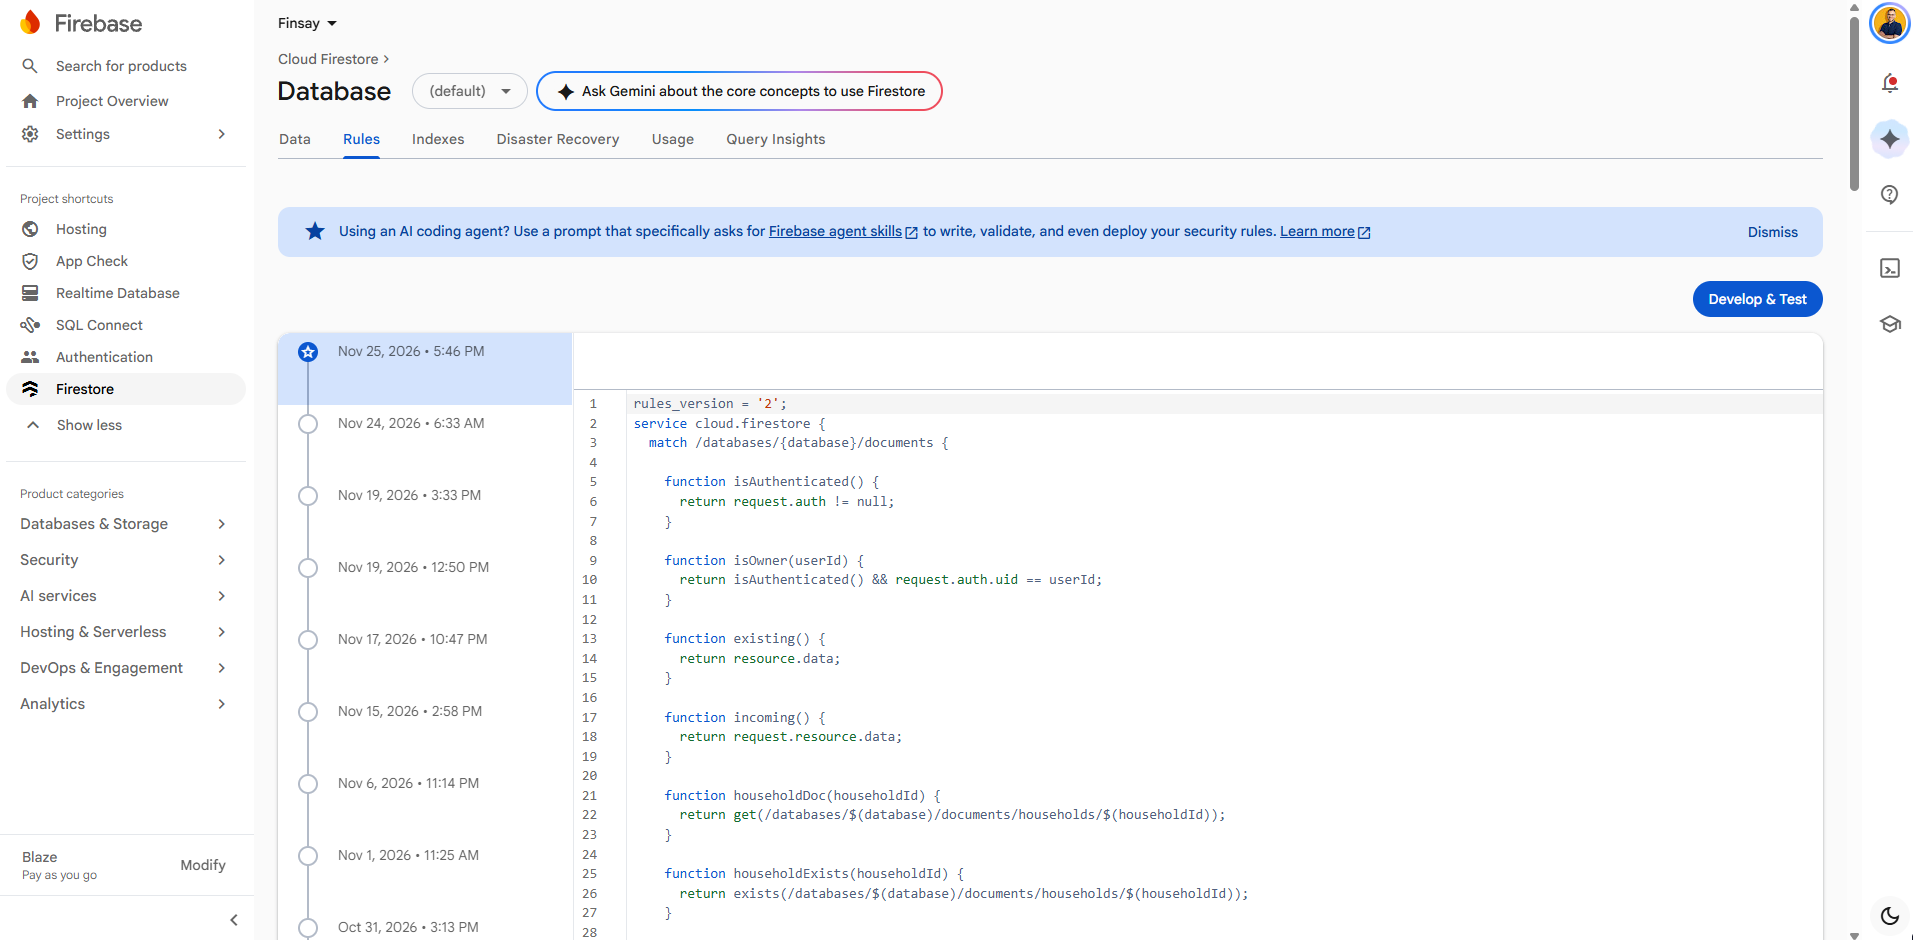 Firebase
Search for products
Project Overview
Settings
Project shortcuts
Hosting
App Check
Realtime Database
SQL Connect
Authentication
Firestore
Show less
Product categories
Databases & Storage
Security
AI services
Hosting & Serverless
DevOps & Engagement
Analytics
Blaze
Pay as you go
Modify
Finsay
Cloud Firestore
Database
(default)
Ask Gemini about the core concepts to use Firestore
Data Rules Indexes Disaster Recovery Usage Query Insights
Using an AI coding agent? Use a prompt that specifically asks for Firebase agent skills to write, validate, and even deploy your security rules. Learn more Dismiss
Develop & Test
Nov 25, 2026 • 5:46 PM
Nov 24, 2026 • 6:33 AM
Nov 19, 2026 • 3:33 PM
Nov 19, 2026 • 12:50 PM
Nov 17, 2026 • 10:47 PM
Nov 15, 2026 • 2:58 PM
Nov 6, 2026 • 11:14 PM
Nov 1, 2026 • 11:25 AM
Oct 31, 2026 • 3:13 PM
1 rules_version = '2';
2 service cloud.firestore {
3 match /databases/{database}/documents {
4
5 function isAuthenticated() {
6 return request.auth != null;
7 }
8
9 function isOwner(userId) {
10 return isAuthenticated() && request.auth.uid == userId;
11 }
12
13 function existing() {
14 return resource.data;
15 }
16
17 function incoming() {
18 return request.resource.data;
19 }
20
21 function householdDoc(householdId) {
22 return get(/databases/$(database)/documents/households/$(householdId));
23 }
24
25 function householdExists(householdId) {
26 return exists(/databases/$(database)/documents/households/$(householdId));
27 }
28